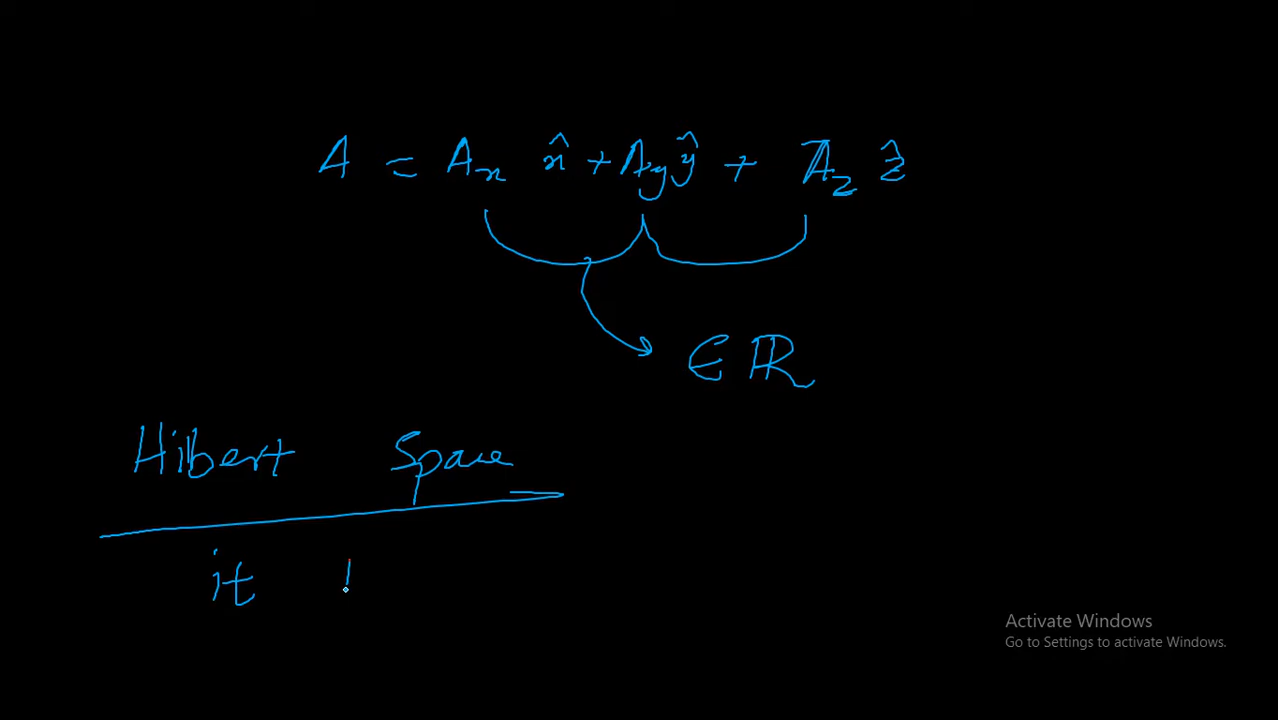 A = Ax x̂ + Ay ŷ + Az ẑ
∈ ℝ
Hilbert Space
it
Activate Windows
Go to Settings to activate Windows.